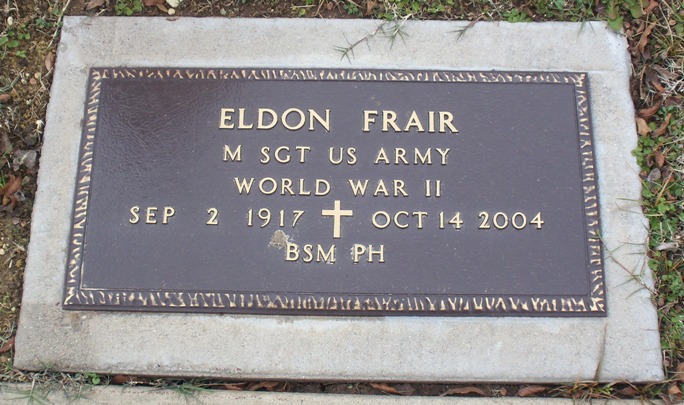 ELDON FRAIR
M SGT US ARMY
WORLD WAR II
SEP 2 1917 OCT 14 2004
BSM PH